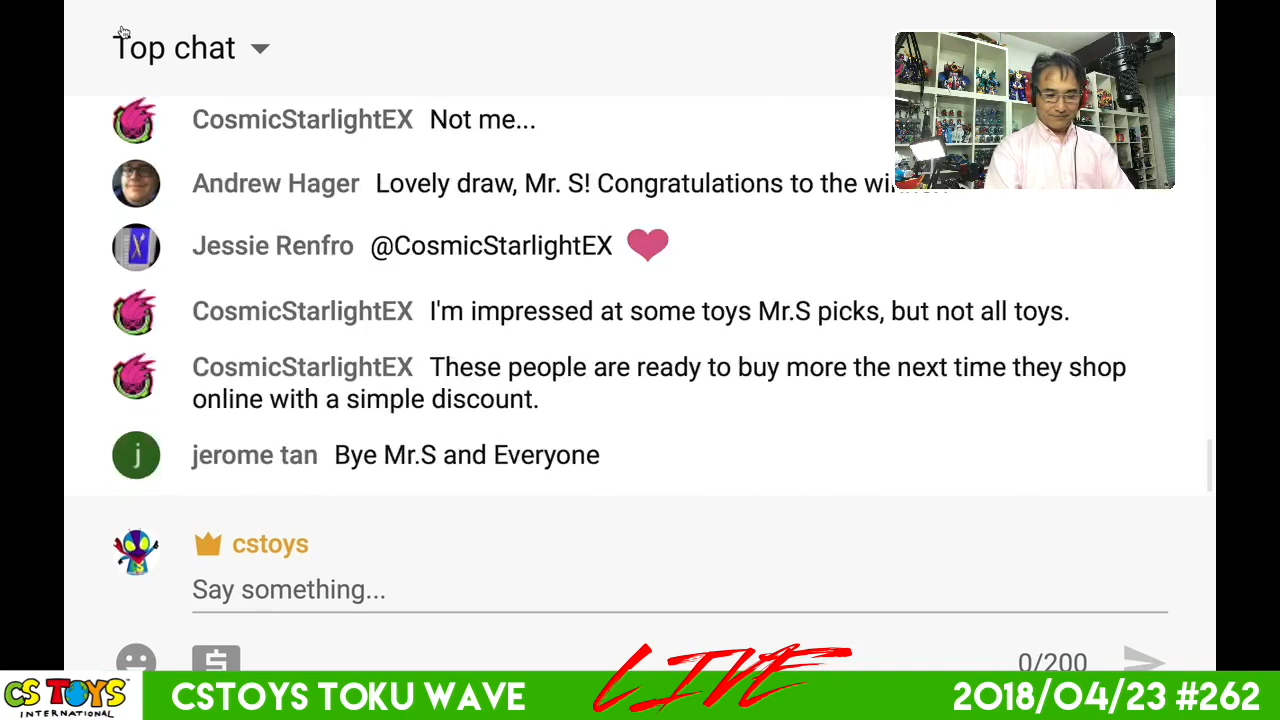 Top chat
CosmicStarlightEX Not me...
Andrew Hager Lovely draw, Mr. S! Congratulations to the
Jessie Renfro @CosmicStarlightEX
CosmicStarlightEX I'm impressed at some toys Mr.S picks, but not all toys.
CosmicStarlightEX These people are ready to buy more the next time they shop
online with a simple discount.
j
jerome tan Bye Mr.S and Everyone
cstoys
Say something...
0/200
CS TOYS
INTERNATIONAL
CSTOYS TOKU WAVE
LIVE
2018/04/23 #262